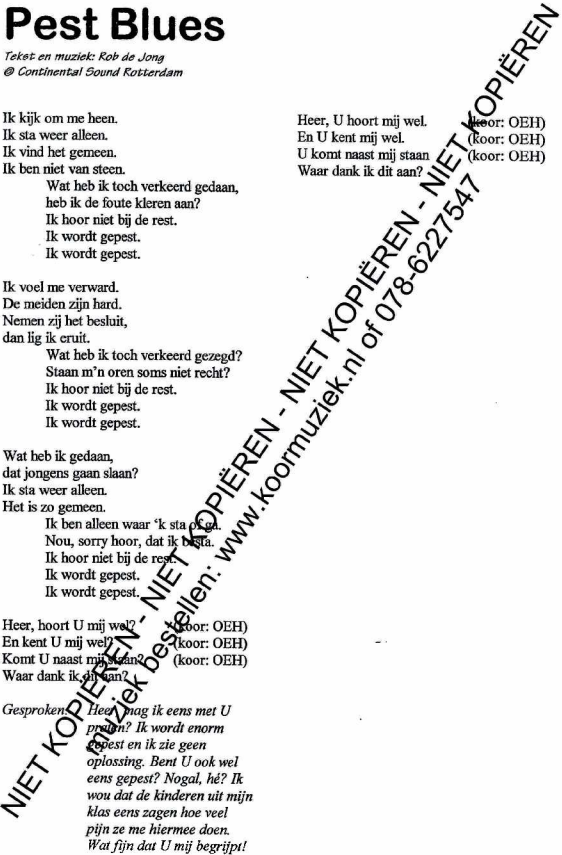 Pest Blues
Tekst en muziek: Rob de Jong
@ Continental Sound Rotterdam
Ik kijk om me heen.
Ik sta weer alleen.
Ik vind het gemeen.
Ik ben niet van steen.
Wat heb ik toch verkeerd gedaan,
heb ik de foute kleren aan?
Ik hoor niet bij de rest.
Ik wordt gepest.
Ik wordt gepest.
Ik voel me verward.
De meiden zijn hard.
Nemen zij het besluit,
dan lig ik eruit.
Wat heb ik toch verkeerd gezegd?
Staan m'n oren soms niet recht?
Ik hoor niet bij de rest.
Ik wordt gepest.
Ik wordt gepest.
Wat heb ik gedaan,
dat jongens gaan slaan?
Ik sta weer alleen.
Het is zo gemeen.
Ik ben alleen waar 'k sta of ga.
Nou, sorry hoor, dat ik besta.
Ik hoor niet bij de rest.
Ik wordt gepest.
Ik wordt gepest.
Heer, hoort U mij wel? (koor: OEH)
En kent U mij wel? (koor: OEH)
Komt U naast mij staan? (koor: OEH)
Waar dank ik dit aan?
Gesproken: Heer, mag ik eens met U
praten? Ik wordt enorm
gepest en ik zie geen
oplossing. Bent U ook wel
eens gepest? Nogal, hé? Ik
wou dat de kinderen uit mijn
klas eens zagen hoe veel
pijn ze me hiermee doen.
Wat fijn dat U mij begrijpt!
Heer, U hoort mij wel. (koor: OEH)
En U kent mij wel. (koor: OEH)
U komt naast mij staan (koor: OEH)
Waar dank ik dit aan?
NIET KOPIËREN - NIET KOPIËREN - NIET KOPIËREN - NIET KOPIËREN
muziek bestellen: www.koormuziek.nl of 078-6227547